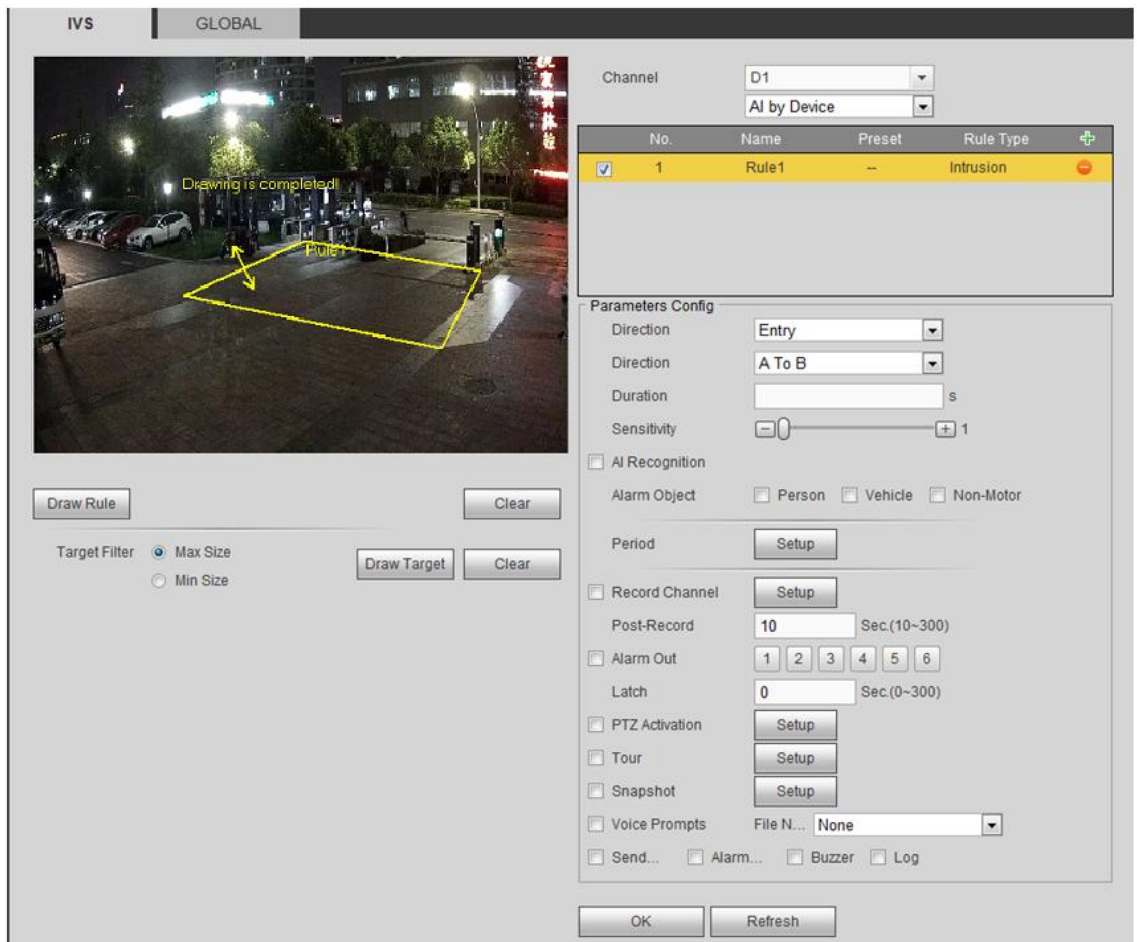 IVS GLOBAL
Drawing is completed!
Rule1
Draw Rule Clear
Target Filter Max Size
Draw Target Clear
Min Size
Channel D1
AI by Device
No. Name Preset Rule Type
1 Rule1 -- Intrusion
Parameters Config
Direction Entry
Direction A To B
Duration s
Sensitivity 1
AI Recognition
Alarm Object Person Vehicle Non-Motor
Period Setup
Record Channel Setup
Post-Record 10 Sec.(10~300)
Alarm Out 1 2 3 4 5 6
Latch 0 Sec.(0~300)
PTZ Activation Setup
Tour Setup
Snapshot Setup
Voice Prompts File N... None
Send... Alarm... Buzzer Log
OK Refresh